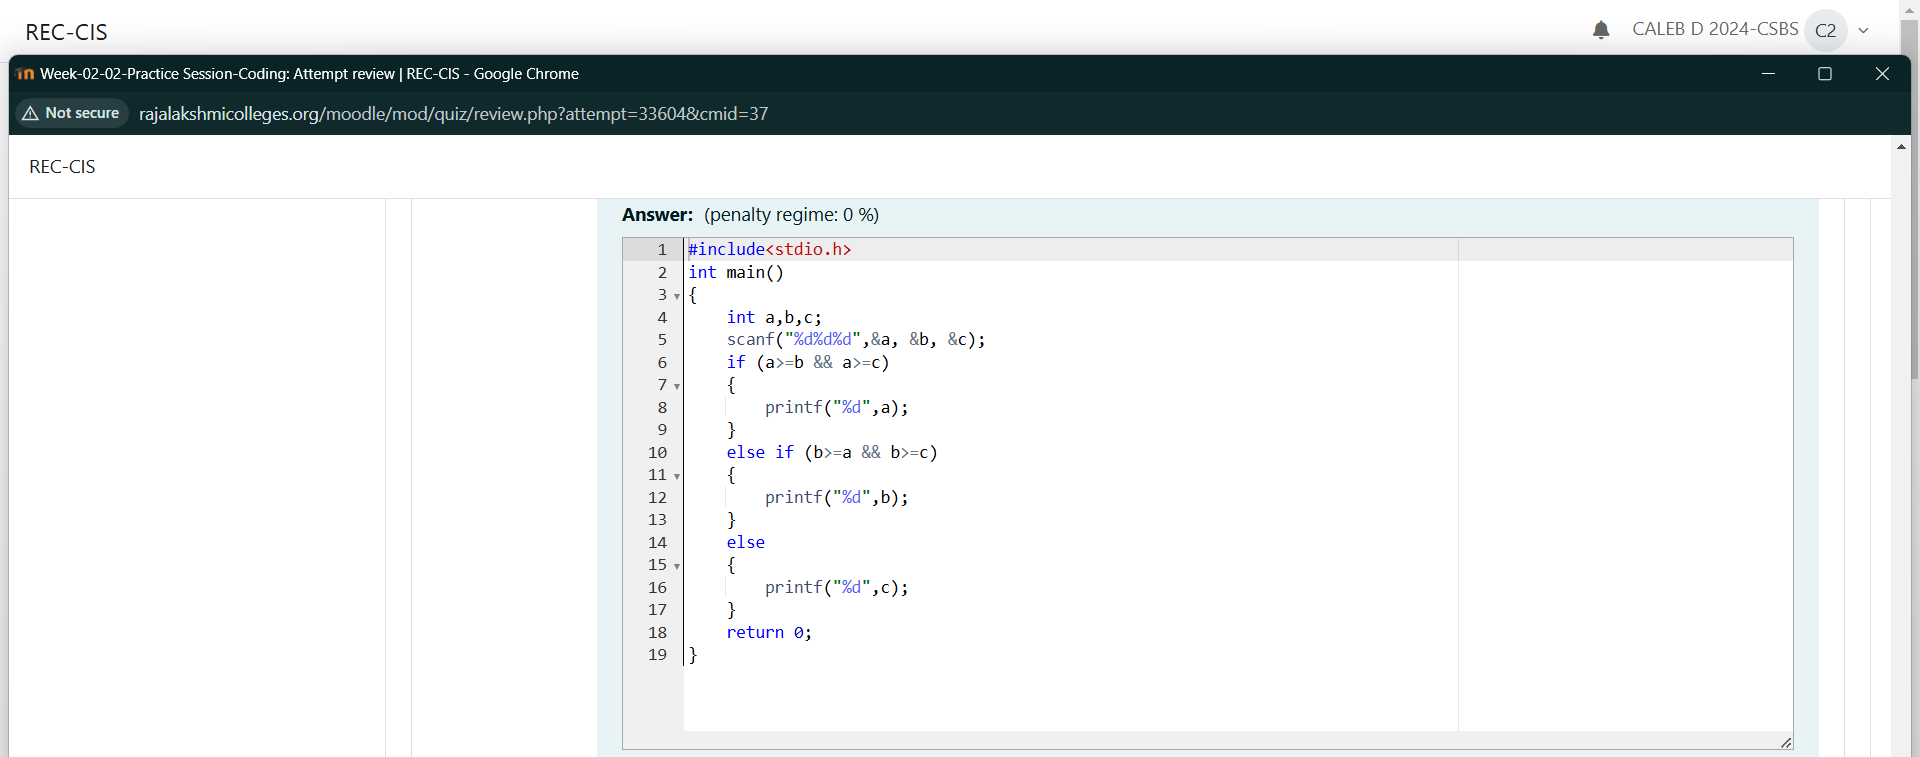 REC-CIS
CALEB D 2024-CSBS C2
Week-02-02-Practice Session-Coding: Attempt review | REC-CIS - Google Chrome
Not secure rajalakshmicolleges.org/moodle/mod/quiz/review.php?attempt=33604&cmid=37
REC-CIS
Answer: (penalty regime: 0 %)
1 #include<stdio.h>
2 int main()
3 {
4     int a,b,c;
5     scanf("%d%d%d",&a, &b, &c);
6     if (a>=b && a>=c)
7     {
8         printf("%d",a);
9     }
10     else if (b>=a && b>=c)
11     {
12         printf("%d",b);
13     }
14     else
15     {
16         printf("%d",c);
17     }
18     return 0;
19 }